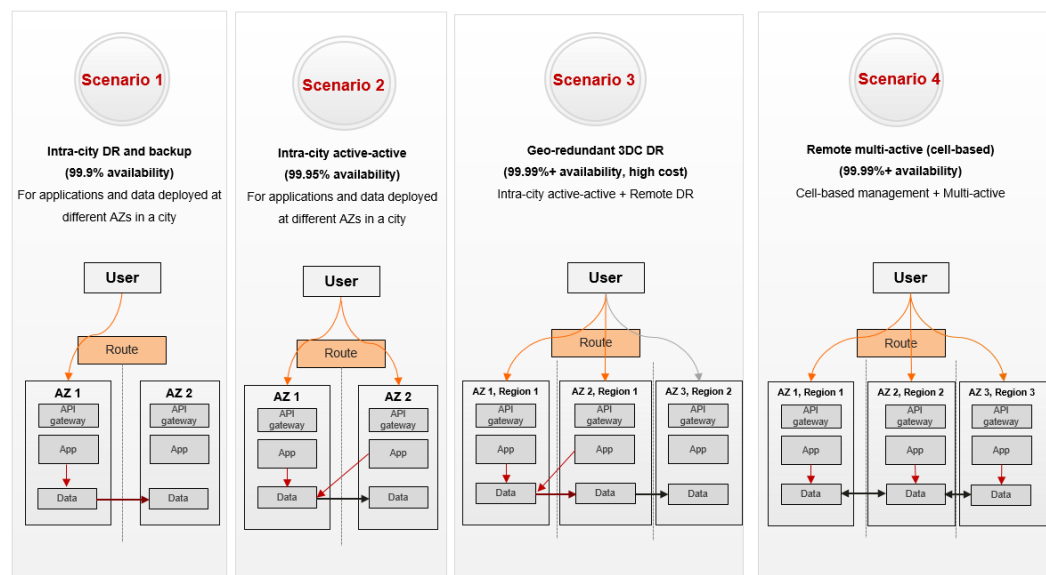 Scenario 1
Intra-city DR and backup
(99.9% availability)
For applications and data deployed at
different AZs in a city
User
Route
AZ 1
API
gateway
App
Data
AZ 2
API
gateway
App
Data
Scenario 2
Intra-city active-active
(99.95% availability)
For applications and data deployed
at different AZs in a city
User
Route
AZ 1
API
gateway
App
Data
AZ 2
API
gateway
App
Data
Scenario 3
Geo-redundant 3DC DR
(99.99%+ availability, high cost)
Intra-city active-active + Remote DR
User
Route
AZ 1, Region 1
API
gateway
App
Data
AZ 2, Region 1
API
gateway
App
Data
AZ 3, Region 2
API
gateway
App
Data
Scenario 4
Remote multi-active (cell-based)
(99.99%+ availability)
Cell-based management + Multi-active
User
Route
AZ 1, Region 1
API
gateway
App
Data
AZ 2, Region 2
API
gateway
App
Data
AZ 3, Region 3
API
gateway
App
Data